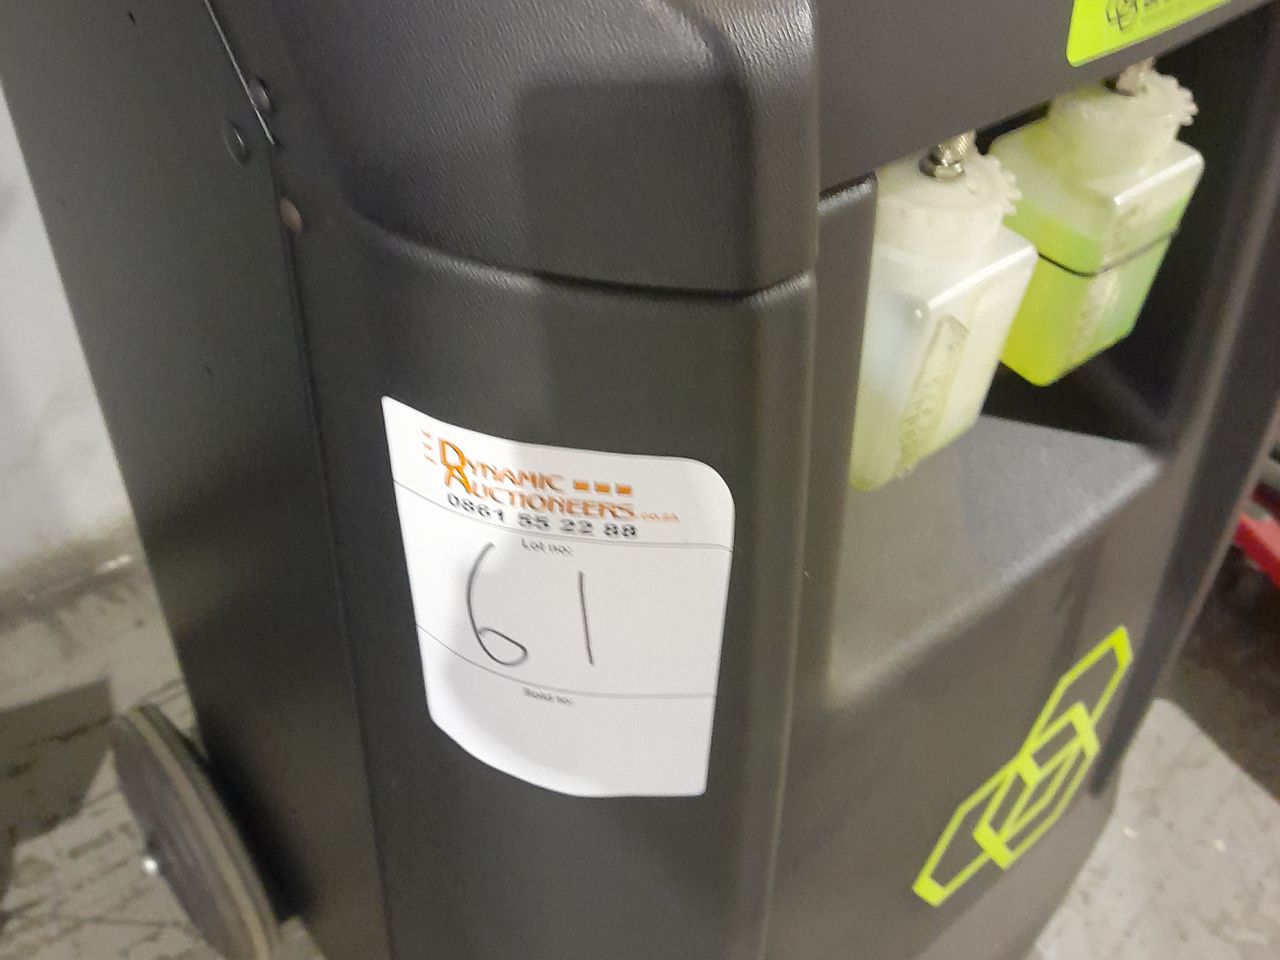 DYNAMIC
AUCTIONEERS.co.za
0861 55 22 88
Lot no:
61
Sold to: